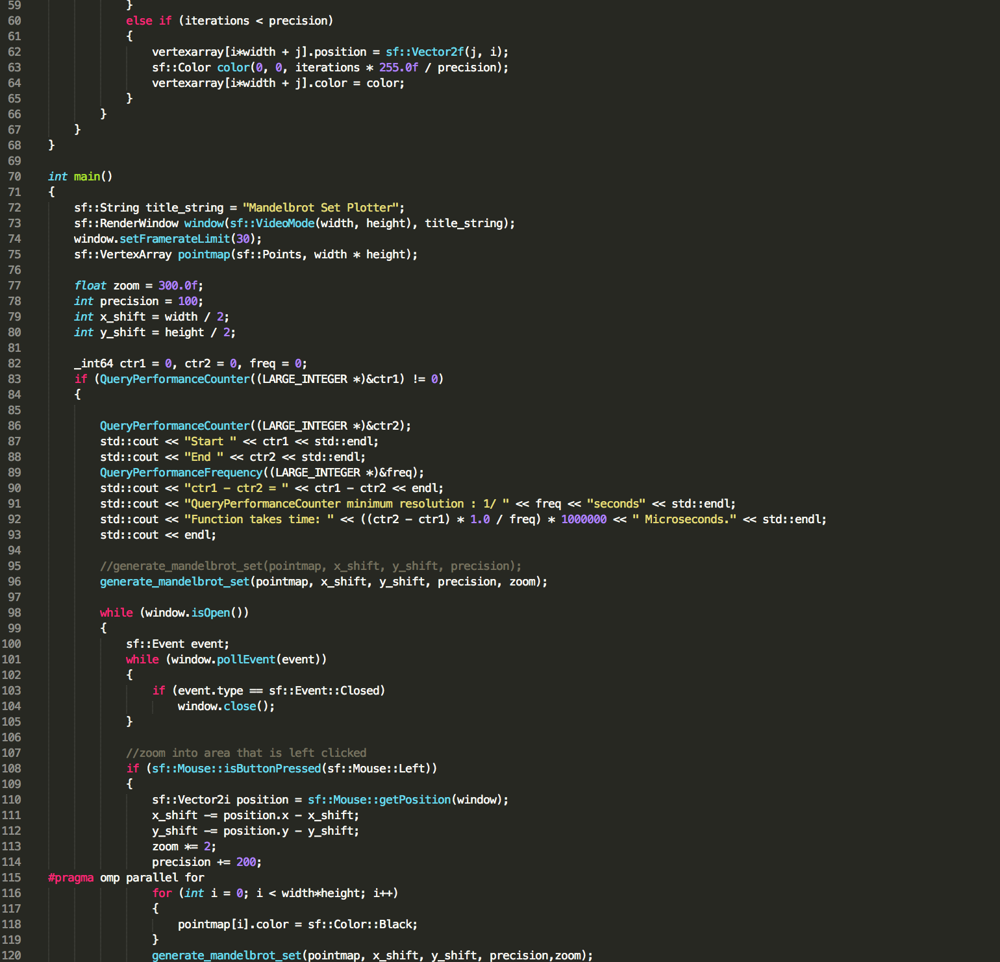 59 }
60 else if (iterations < precision)
61 {
62 vertexarray[i*width + j].position = sf::Vector2f(j, i);
63 sf::Color color(0, 0, iterations * 255.0f / precision);
64 vertexarray[i*width + j].color = color;
65 }
66 }
67 }
68 }
69
70 int main()
71 {
72 sf::String title_string = "Mandelbrot Set Plotter";
73 sf::RenderWindow window(sf::VideoMode(width, height), title_string);
74 window.setFramerateLimit(30);
75 sf::VertexArray pointmap(sf::Points, width * height);
76
77 float zoom = 300.0f;
78 int precision = 100;
79 int x_shift = width / 2;
80 int y_shift = height / 2;
81
82 _int64 ctr1 = 0, ctr2 = 0, freq = 0;
83 if (QueryPerformanceCounter((LARGE_INTEGER *)&ctr1) != 0)
84 {
85
86 QueryPerformanceCounter((LARGE_INTEGER *)&ctr2);
87 std::cout << "Start " << ctr1 << std::endl;
88 std::cout << "End " << ctr2 << std::endl;
89 QueryPerformanceFrequency((LARGE_INTEGER *)&freq);
90 std::cout << "ctr1 - ctr2 = " << ctr1 - ctr2 << endl;
91 std::cout << "QueryPerformanceCounter minimum resolution : 1/ " << freq << "seconds" << std::endl;
92 std::cout << "Function takes time: " << ((ctr2 - ctr1) * 1.0 / freq) * 1000000 << " Microseconds." << std::endl;
93 std::cout << endl;
94
95 //generate_mandelbrot_set(pointmap, x_shift, y_shift, precision);
96 generate_mandelbrot_set(pointmap, x_shift, y_shift, precision, zoom);
97
98 while (window.isOpen())
99 {
100 sf::Event event;
101 while (window.pollEvent(event))
102 {
103 if (event.type == sf::Event::Closed)
104 window.close();
105 }
106
107 //zoom into area that is left clicked
108 if (sf::Mouse::isButtonPressed(sf::Mouse::Left))
109 {
110 sf::Vector2i position = sf::Mouse::getPosition(window);
111 x_shift -= position.x - x_shift;
112 y_shift -= position.y - y_shift;
113 zoom *= 2;
114 precision += 200;
115 #pragma omp parallel for
116 for (int i = 0; i < width*height; i++)
117 {
118 pointmap[i].color = sf::Color::Black;
119 }
120 generate_mandelbrot_set(pointmap, x_shift, y_shift, precision,zoom);